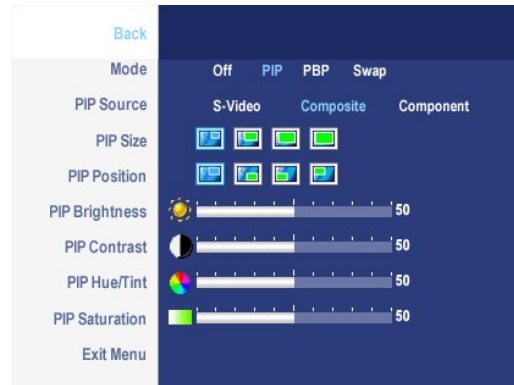 Back
Mode Off PIP PBP Swap
PIP Source S-Video Composite Component
PIP Size
PIP Position
PIP Brightness 50
PIP Contrast 50
PIP Hue/Tint 50
PIP Saturation 50
Exit Menu